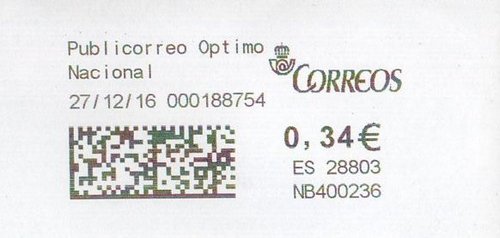 Publicorreo Optimo
Nacional
CORREOS
27/12/16 000188754
0,34€
ES 28803
NB400236